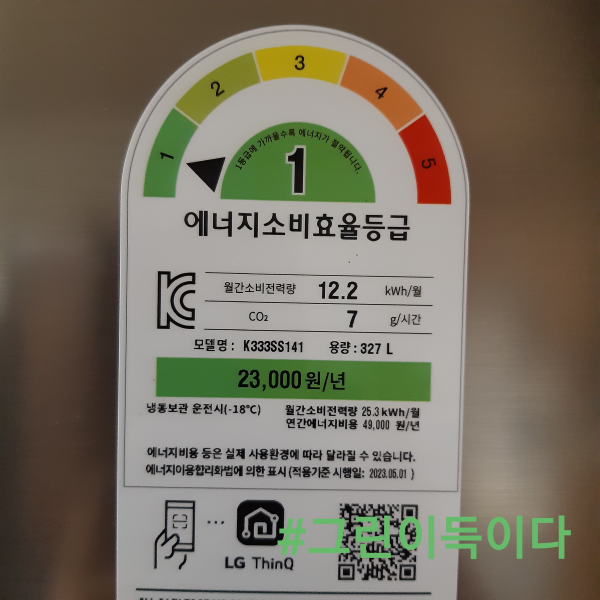 1
2
3
4
5
1등급에 가까울수록 에너지가 절약됩니다.
1
에너지소비효율등급
월간소비전력량 12.2 kWh/월
CO₂ 7 g/시간
모델명 : K333SS141 용량 : 327 L
23,000원/년
냉동보관 운전시(-18℃) 월간소비전력량 25.3 kWh/월
연간에너지비용 49,000 원/년
에너지비용 등은 실제 사용환경에 따라 달라질 수 있습니다.
에너지이용합리화법에 의한 표시 (적용기준 시행일: 2023.05.01 )
...
LG ThinQ
#그린이득이다